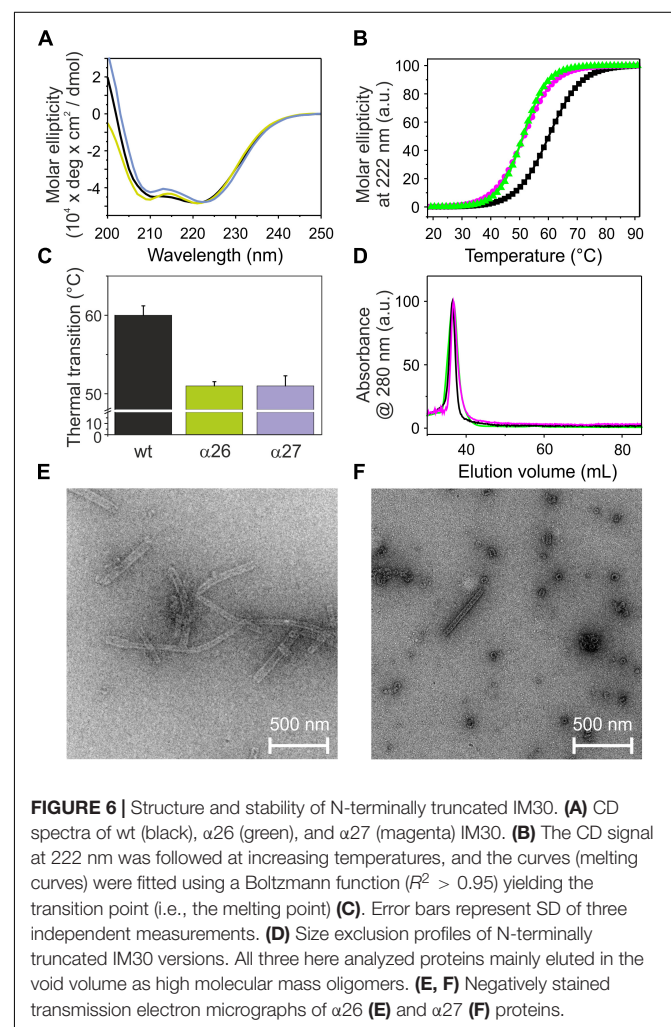 A
B
Molar ellipticity
(10⁴ x deg x cm² / dmol)
2
0
-2
-4
200 210 220 230 240 250
Wavelength (nm)
Molar ellipticity
at 222 nm (a.u.)
100
80
60
40
20
0
20 30 40 50 60 70 80 90
Temperature (°C)
C
D
Thermal transition (°C)
60
50
10
0
wt α26 α27
Absorbance
@ 280 nm (a.u.)
100
50
0
40 60 80
Elution volume (mL)
E
F
500 nm
500 nm
FIGURE 6 | Structure and stability of N-terminally truncated IM30. (A) CD
spectra of wt (black), α26 (green), and α27 (magenta) IM30. (B) The CD signal
at 222 nm was followed at increasing temperatures, and the curves (melting
curves) were fitted using a Boltzmann function (R² > 0.95) yielding the
transition point (i.e., the melting point) (C). Error bars represent SD of three
independent measurements. (D) Size exclusion profiles of N-terminally
truncated IM30 versions. All three here analyzed proteins mainly eluted in the
void volume as high molecular mass oligomers. (E, F) Negatively stained
transmission electron micrographs of α26 (E) and α27 (F) proteins.